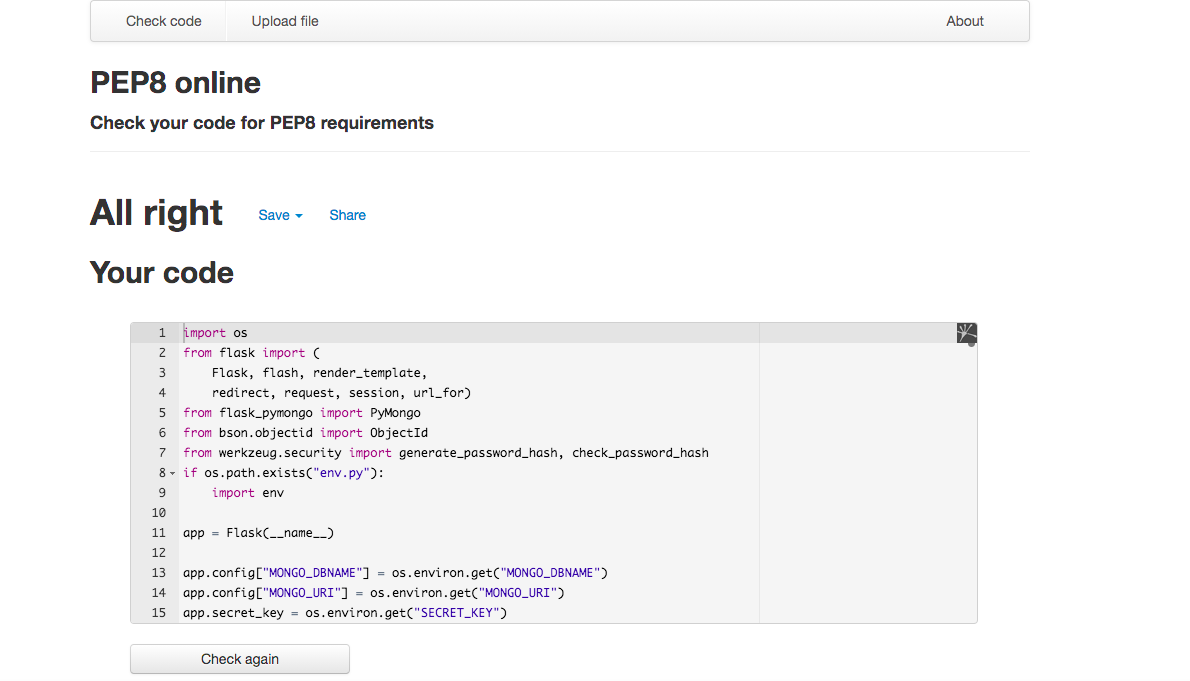 Check code Upload file About
PEP8 online
Check your code for PEP8 requirements
All right Save Share
Your code
1 import os
2 from flask import (
3     Flask, flash, render_template,
4     redirect, request, session, url_for)
5 from flask_pymongo import PyMongo
6 from bson.objectid import ObjectId
7 from werkzeug.security import generate_password_hash, check_password_hash
8 if os.path.exists("env.py"):
9     import env
10
11 app = Flask(__name__)
12
13 app.config["MONGO_DBNAME"] = os.environ.get("MONGO_DBNAME")
14 app.config["MONGO_URI"] = os.environ.get("MONGO_URI")
15 app.secret_key = os.environ.get("SECRET_KEY")
Check again